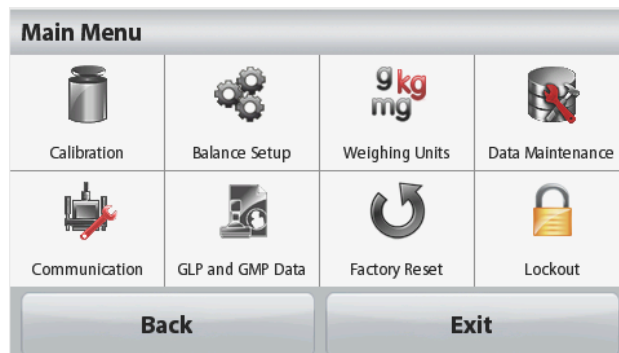 Main Menu
g kg
mg
Calibration
Balance Setup
Weighing Units
Data Maintenance
Communication
GLP and GMP Data
Factory Reset
Lockout
Back
Exit